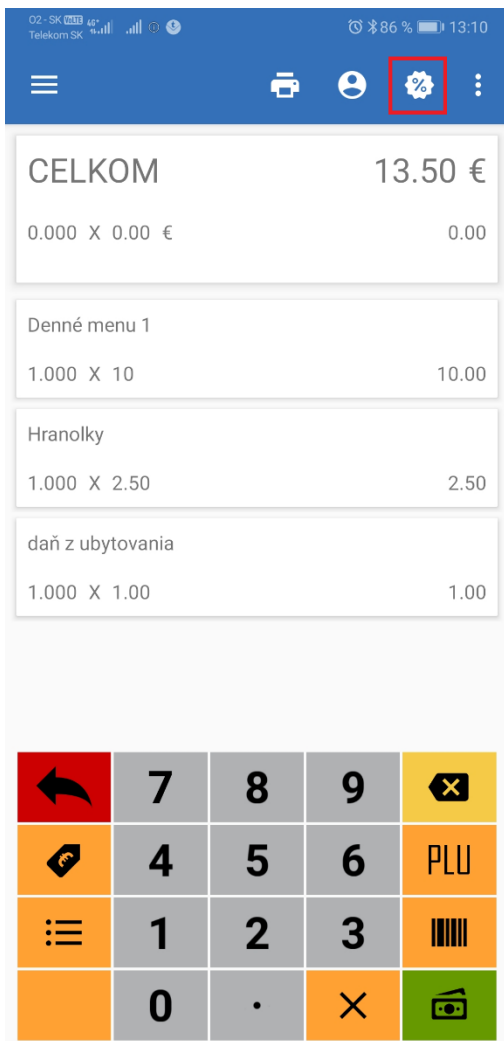 O2 - SK VoLTE 4G+ 86 % 13:10
Telekom SK
CELKOM 13.50 €
0.000 X 0.00 € 0.00
Denné menu 1
1.000 X 10 10.00
Hranolky
1.000 X 2.50 2.50
daň z ubytovania
1.000 X 1.00 1.00
7 8 9
4 5 6 PLU
1 2 3
0 .